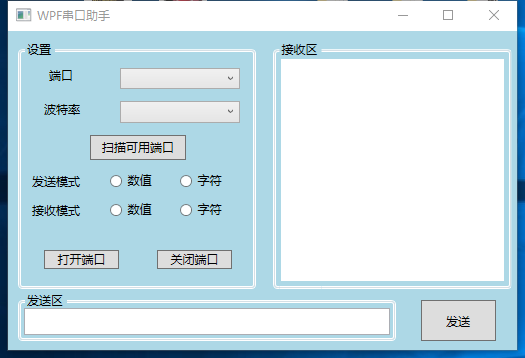 WPF串口助手
设置
端口
波特率
扫描可用端口
发送模式 数值 字符
接收模式 数值 字符
打开端口 关闭端口
接收区
发送区
发送